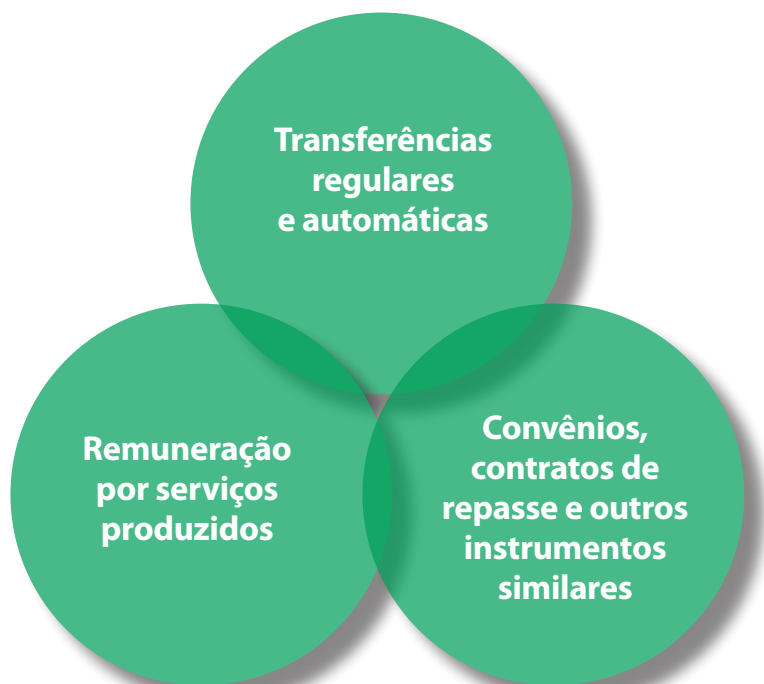 Transferências
regulares
e automáticas
Remuneração
por serviços
produzidos
Convênios,
contratos de
repasse e outros
instrumentos
similares